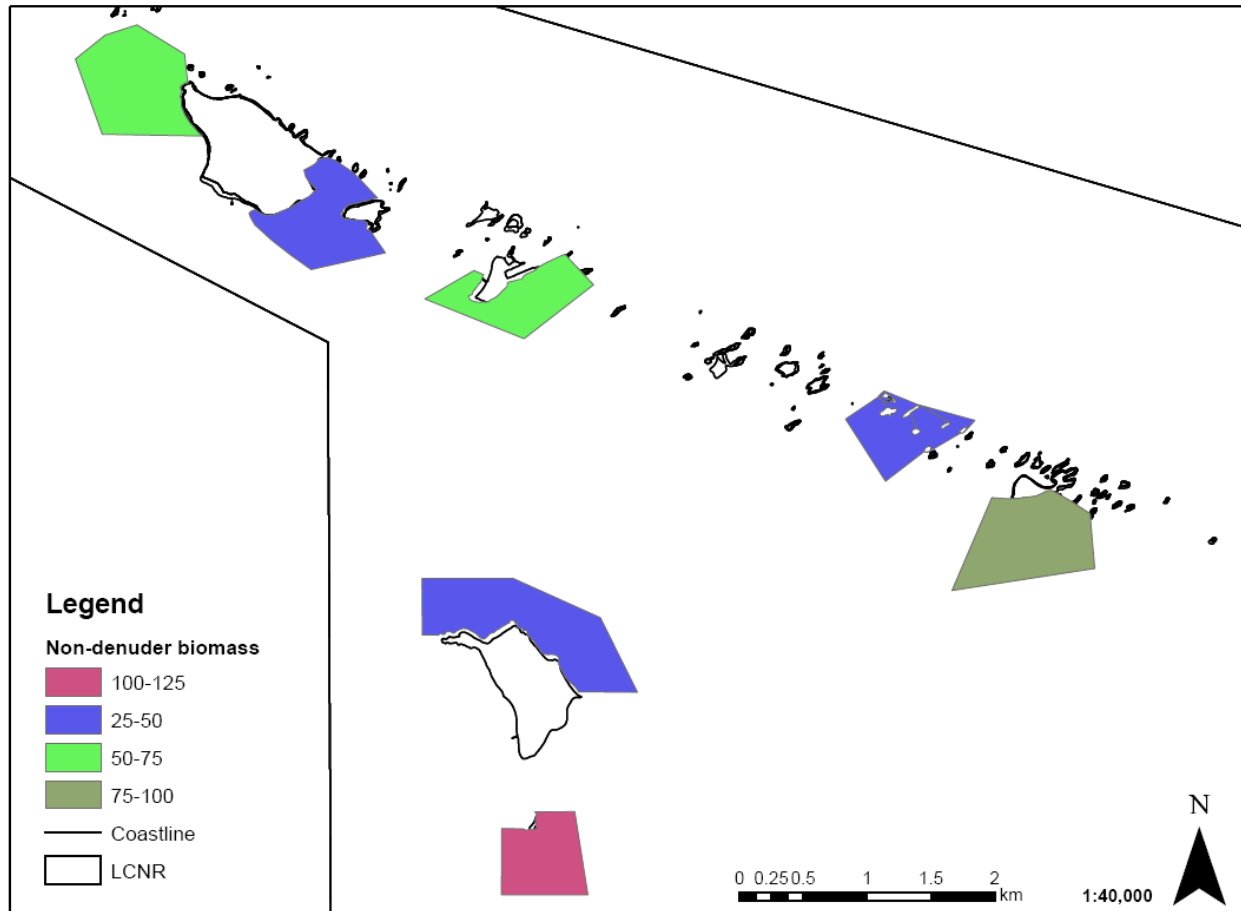 Legend
Non-denuder biomass
100-125
25-50
50-75
75-100
Coastline
LCNR
0 0.25 0.5 1 1.5 2
km
1:40,000
N